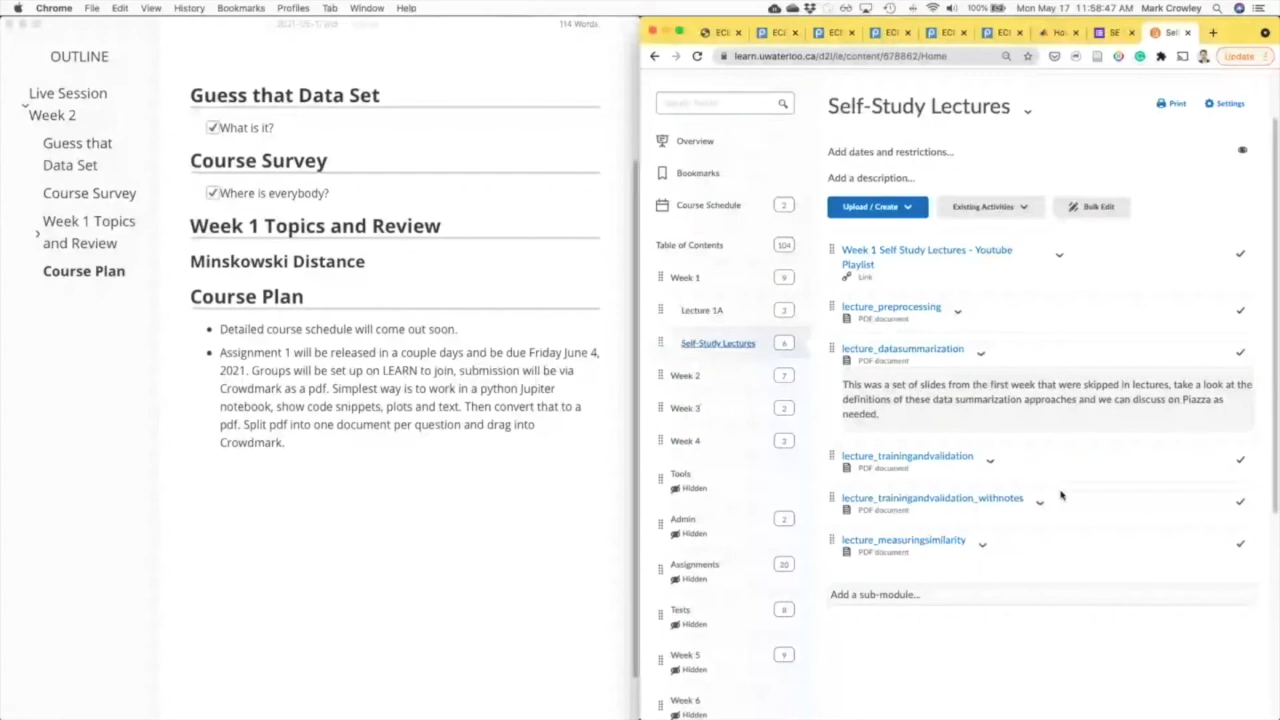 Chrome File Edit View History Bookmarks Profiles Tab Window Help
100% Mon May 17 11:58:47 AM Mark Crowley
114 Words
OUTLINE
Live Session
Week 2
Guess that
Data Set
Course Survey
Week 1 Topics
and Review
Course Plan
Guess that Data Set
What is it?
Course Survey
Where is everybody?
Week 1 Topics and Review
Minskowski Distance
Course Plan
• Detailed course schedule will come out soon.
• Assignment 1 will be released in a couple days and be due Friday June 4,
2021. Groups will be set up on LEARN to join, submission will be via
Crowdmark as a pdf. Simplest way is to work in a python Jupiter
notebook, show code snippets, plots and text. Then convert that to a
pdf. Split pdf into one document per question and drag into
Crowdmark.
learn.uwaterloo.ca/d2l/le/content/678862/Home
Update
Overview
Bookmarks
Course Schedule 2
Table of Contents 104
Week 1 9
Lecture 1A 3
Self-Study Lectures 6
Week 2 7
Week 3 2
Week 4 3
Tools
Hidden
Admin 2
Hidden
Assignments 20
Hidden
Tests 8
Hidden
Week 5 9
Hidden
Week 6
Hidden
Self-Study Lectures
Print Settings
Add dates and restrictions...
Add a description...
Upload / Create Existing Activities Bulk Edit
Week 1 Self Study Lectures - Youtube
Playlist
Link
lecture_preprocessing
PDF document
lecture_datasummarization
PDF document
This was a set of slides from the first week that were skipped in lectures, take a look at the
definitions of these data summarization approaches and we can discuss on Piazza as
needed.
lecture_trainingandvalidation
PDF document
lecture_trainingandvalidation_withnotes
PDF document
lecture_measuringsimilarity
PDF document
Add a sub-module...